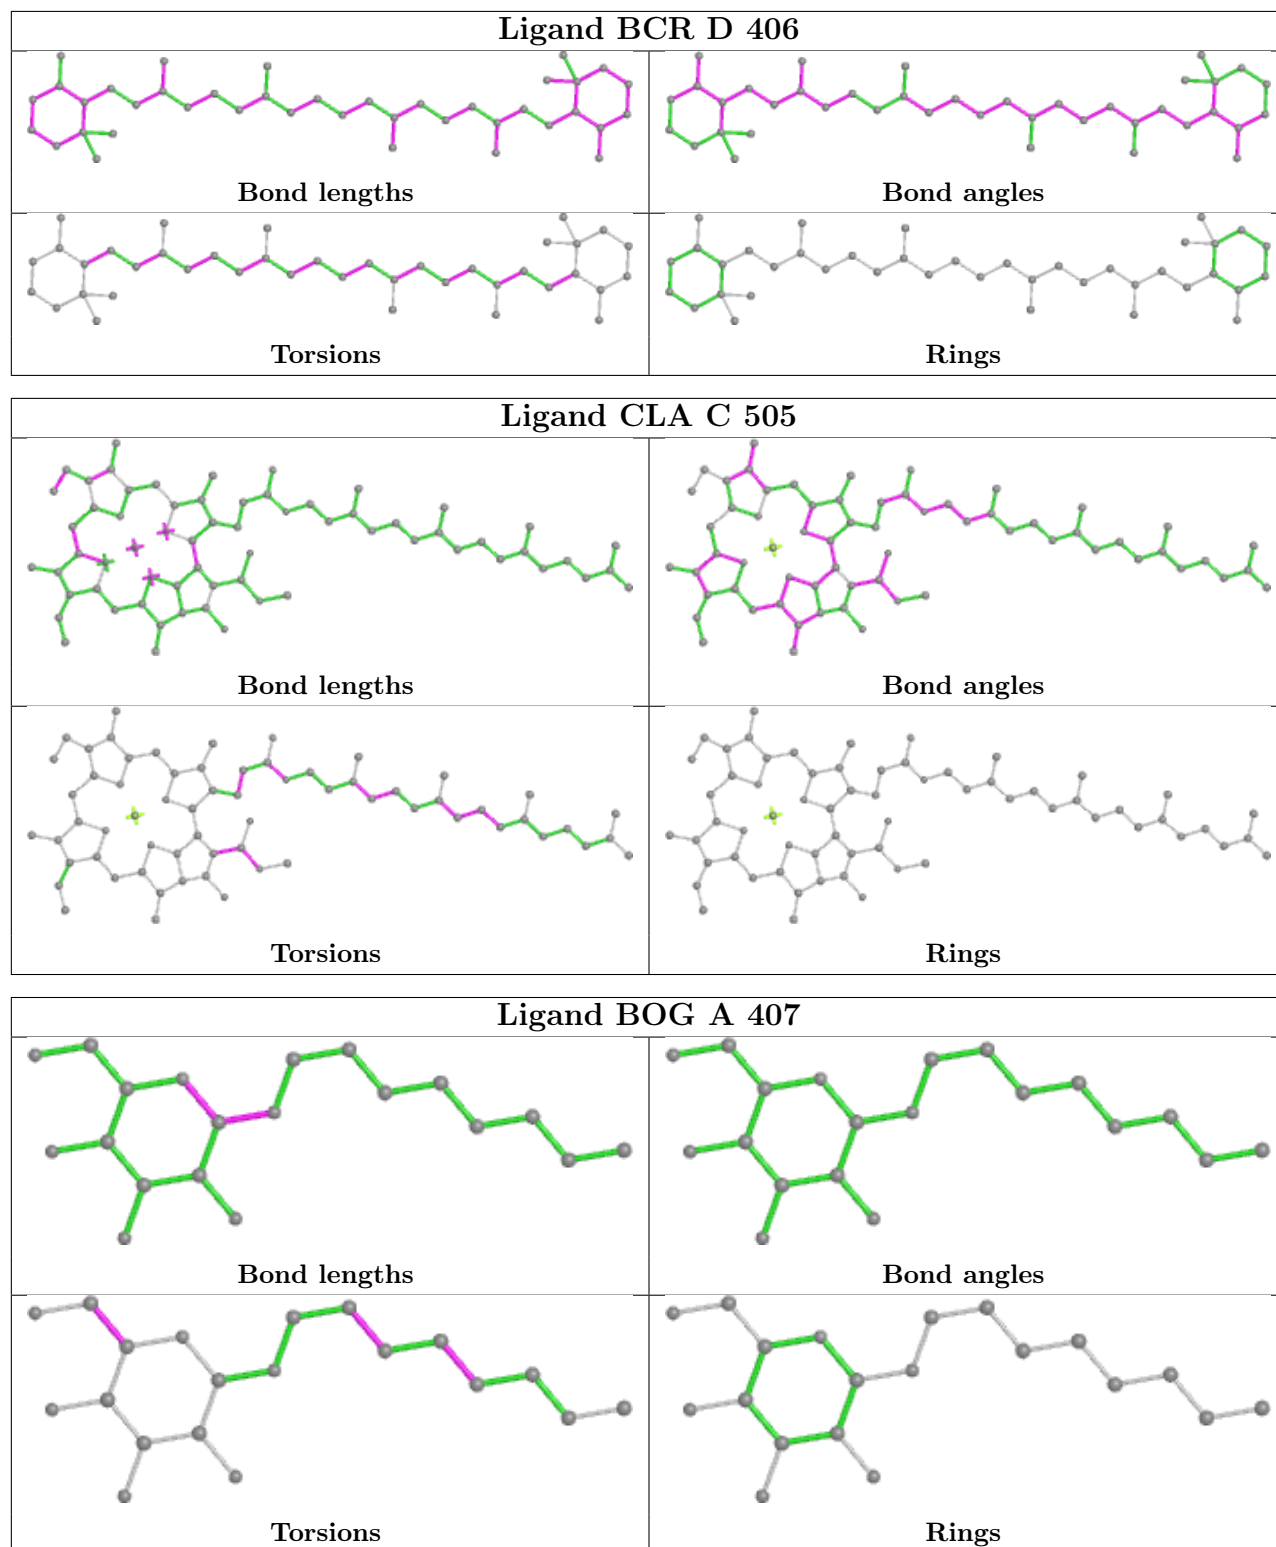 Ligand BCR D 406
Bond lengths
Bond angles
Torsions
Rings
Ligand CLA C 505
Bond lengths
Bond angles
Torsions
Rings
Ligand BOG A 407
Bond lengths
Bond angles
Torsions
Rings